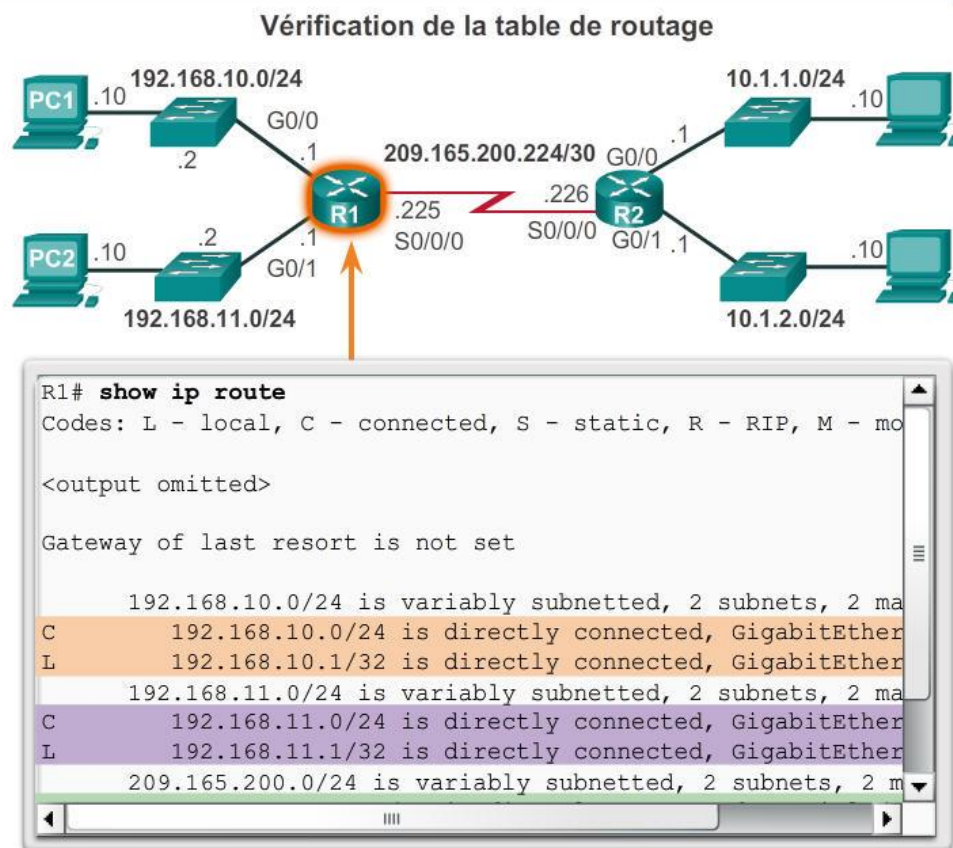 Vérification de la table de routage
192.168.10.0/24
10.1.1.0/24
PC1
.10
.10
G0/0
.2
.1
209.165.200.224/30
G0/0
.1
.226
R1
.225
R2
S0/0/0
S0/0/0
G0/1
.1
PC2
.10
.2
.1
G0/1
.10
192.168.11.0/24
10.1.2.0/24
R1# show ip route
Codes: L - local, C - connected, S - static, R - RIP, M - mo
<output omitted>
Gateway of last resort is not set
192.168.10.0/24 is variably subnetted, 2 subnets, 2 ma
C 192.168.10.0/24 is directly connected, GigabitEther
L 192.168.10.1/32 is directly connected, GigabitEther
192.168.11.0/24 is variably subnetted, 2 subnets, 2 ma
C 192.168.11.0/24 is directly connected, GigabitEther
L 192.168.11.1/32 is directly connected, GigabitEther
209.165.200.0/24 is variably subnetted, 2 subnets, 2 m